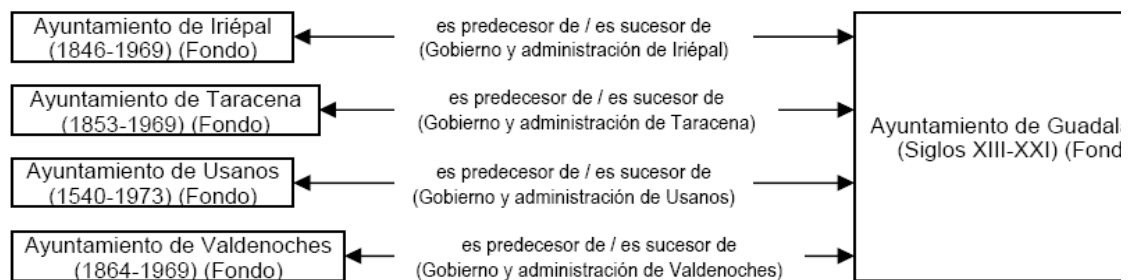 Ayuntamiento de Iriépal
(1846-1969) (Fondo)
es predecesor de / es sucesor de
(Gobierno y administración de Iriépal)
Ayuntamiento de Taracena
(1853-1969) (Fondo)
es predecesor de / es sucesor de
(Gobierno y administración de Taracena)
Ayuntamiento de Usanos
(1540-1973) (Fondo)
es predecesor de / es sucesor de
(Gobierno y administración de Usanos)
Ayuntamiento de Valdenoches
(1864-1969) (Fondo)
es predecesor de / es sucesor de
(Gobierno y administración de Valdenoches)
Ayuntamiento de
(Siglos XIII-XXI)